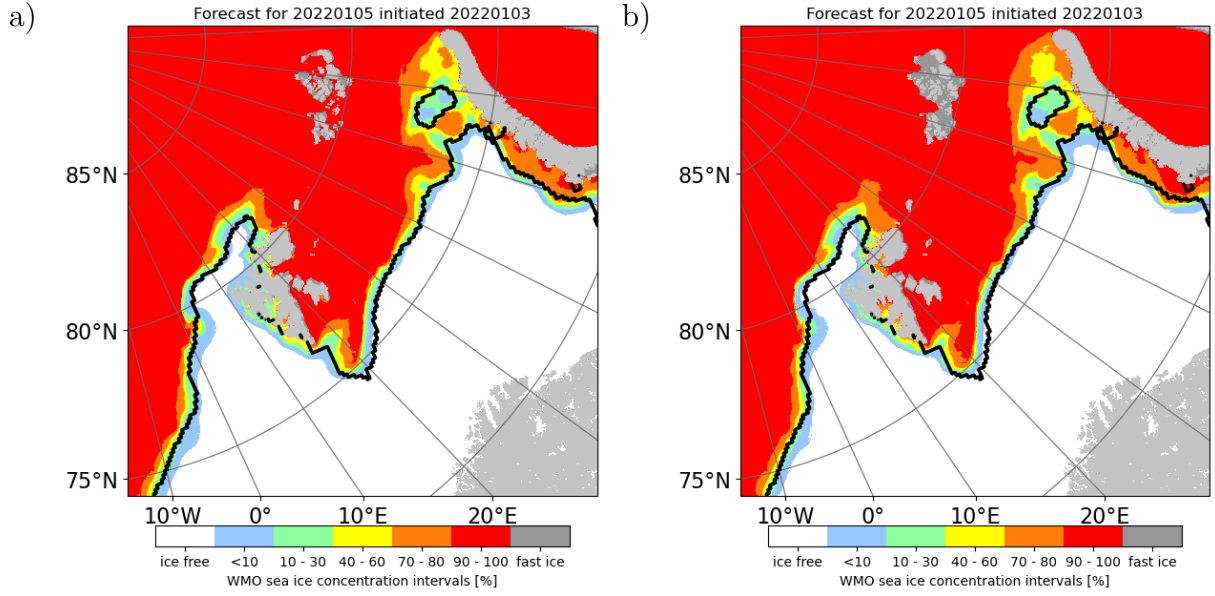 a)
Forecast for 20220105 initiated 20220103
85°N
80°N
75°N
10°W 0° 10°E 20°E
ice free <10 10 - 30 40 - 60 70 - 80 90 - 100 fast ice
WMO sea ice concentration intervals [%]
b)
Forecast for 20220105 initiated 20220103
85°N
80°N
75°N
10°W 0° 10°E 20°E
ice free <10 10 - 30 40 - 60 70 - 80 90 - 100 fast ice
WMO sea ice concentration intervals [%]